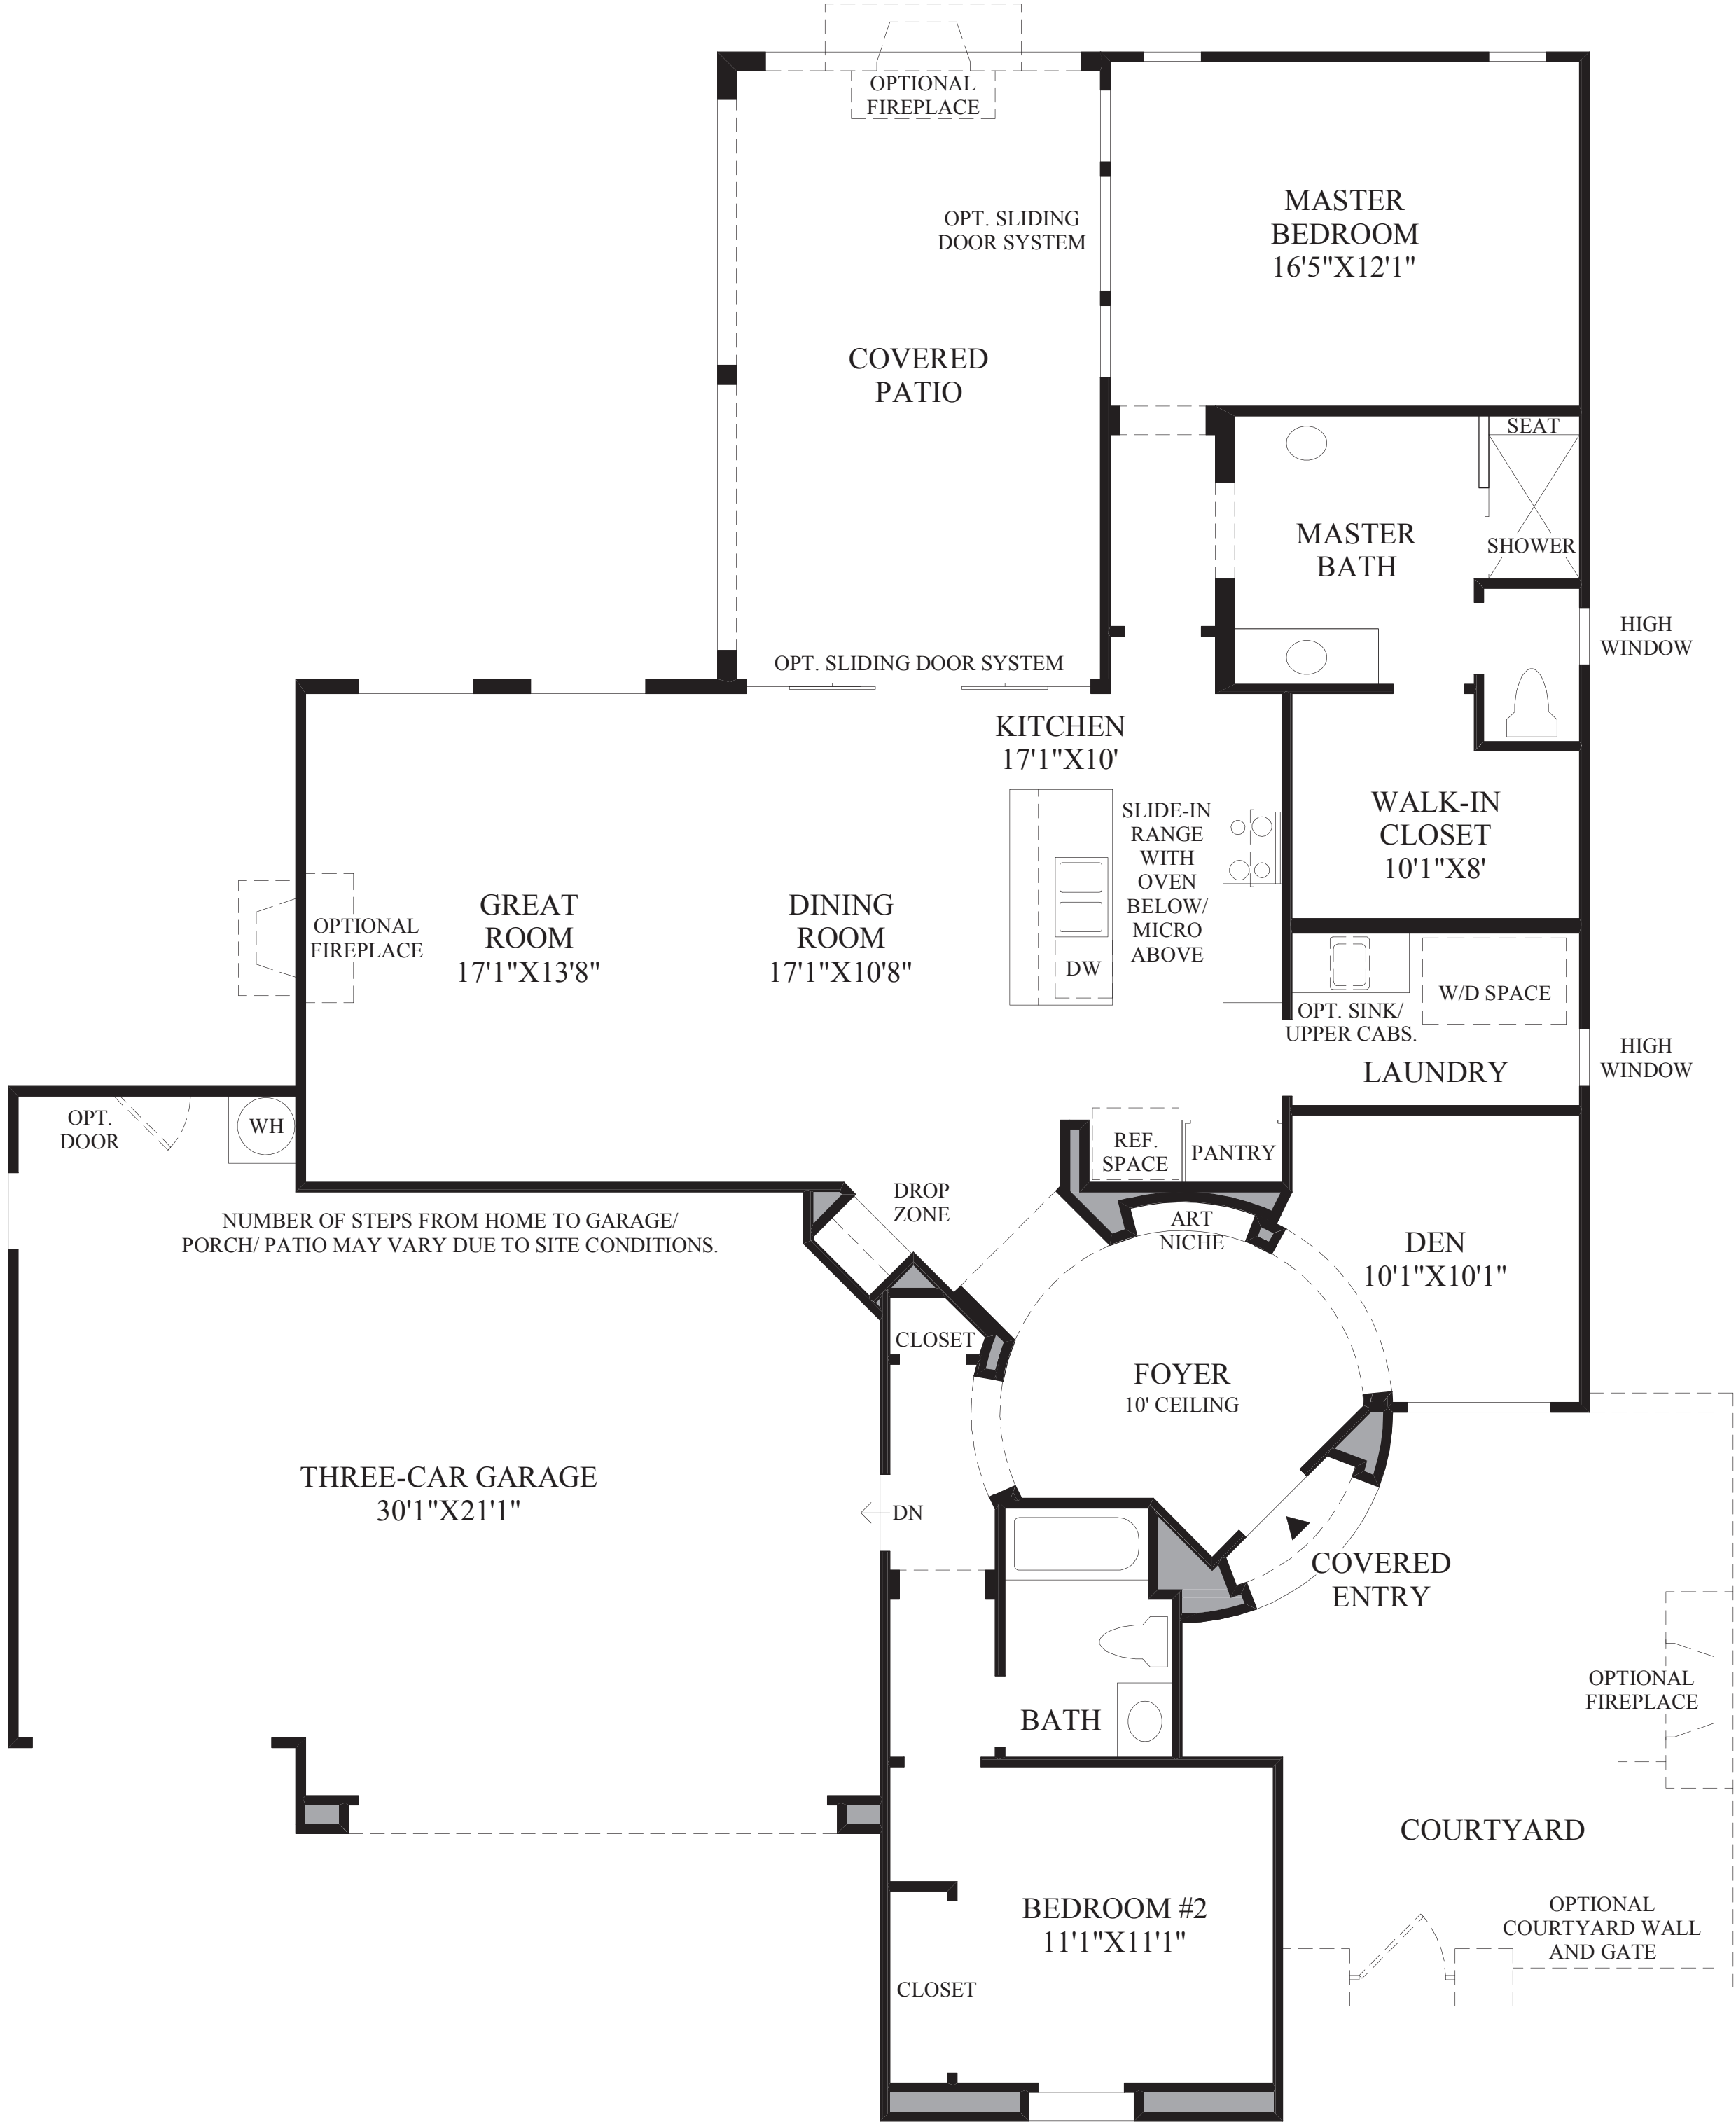 OPTIONAL
FIREPLACE
MASTER
BEDROOM
16'5"X12'1"
OPT. SLIDING
DOOR SYSTEM
COVERED
PATIO
SEAT
MASTER
BATH
SHOWER
HIGH
WINDOW
OPT. SLIDING DOOR SYSTEM
KITCHEN
17'1"X10'
SLIDE-IN
RANGE
WITH
OVEN
BELOW/
MICRO
ABOVE
WALK-IN
CLOSET
10'1"X8'
GREAT
ROOM
17'1"X13'8"
OPTIONAL
FIREPLACE
DINING
ROOM
17'1"X10'8"
DW
W/D SPACE
OPT. SINK/
UPPER CABS.
LAUNDRY
HIGH
WINDOW
OPT.
DOOR
WH
REF.
SPACE
PANTRY
DROP
ZONE
NUMBER OF STEPS FROM HOME TO GARAGE/
PORCH/ PATIO MAY VARY DUE TO SITE CONDITIONS.
ART
NICHE
DEN
10'1"X10'1"
CLOSET
FOYER
10' CEILING
THREE-CAR GARAGE
30'1"X21'1"
DN
COVERED
ENTRY
OPTIONAL
FIREPLACE
BATH
COURTYARD
BEDROOM #2
11'1"X11'1"
OPTIONAL
COURTYARD WALL
AND GATE
CLOSET